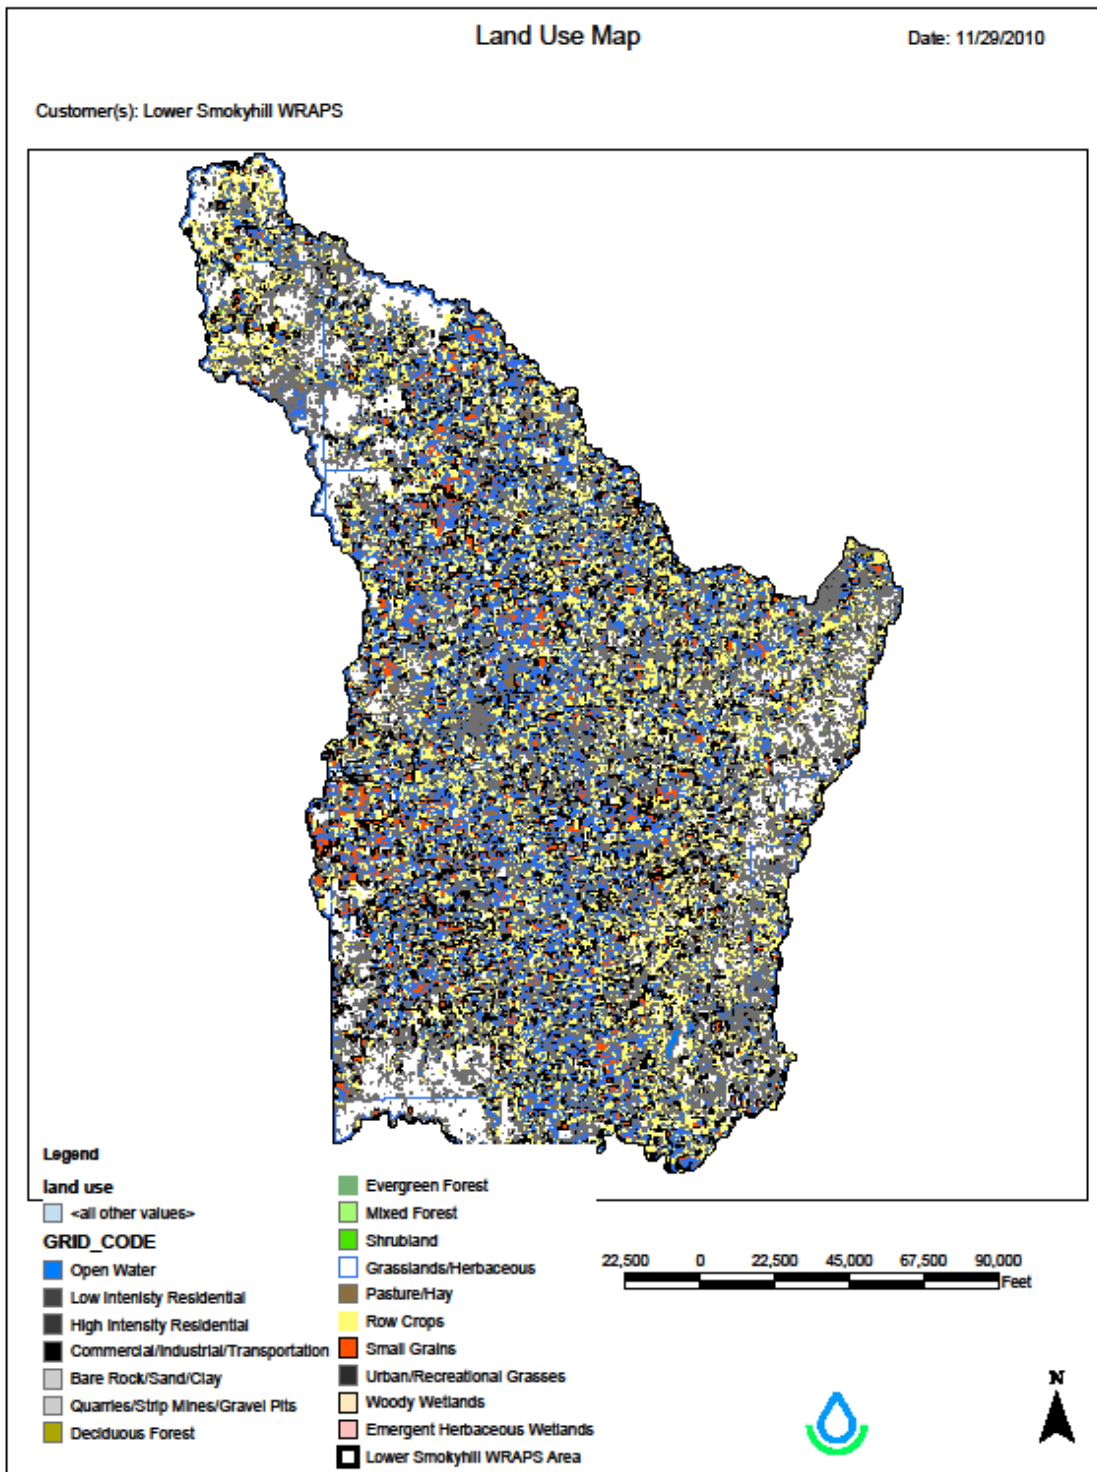 Land Use Map
Date: 11/29/2010
Customer(s): Lower Smokyhill WRAPS
Legend
land use
<all other values>
GRID_CODE
Open Water
Low Intenisty Residential
High Intensity Residential
Commercial/Industrial/Transportation
Bare Rock/Sand/Clay
Quarries/Strip Mines/Gravel Pits
Deciduous Forest
Evergreen Forest
Mixed Forest
Shrubland
Grasslands/Herbaceous
Pasture/Hay
Row Crops
Small Grains
Urban/Recreational Grasses
Woody Wetlands
Emergent Herbaceous Wetlands
Lower Smokyhill WRAPS Area
22,500 0 22,500 45,000 67,500 90,000
Feet
N